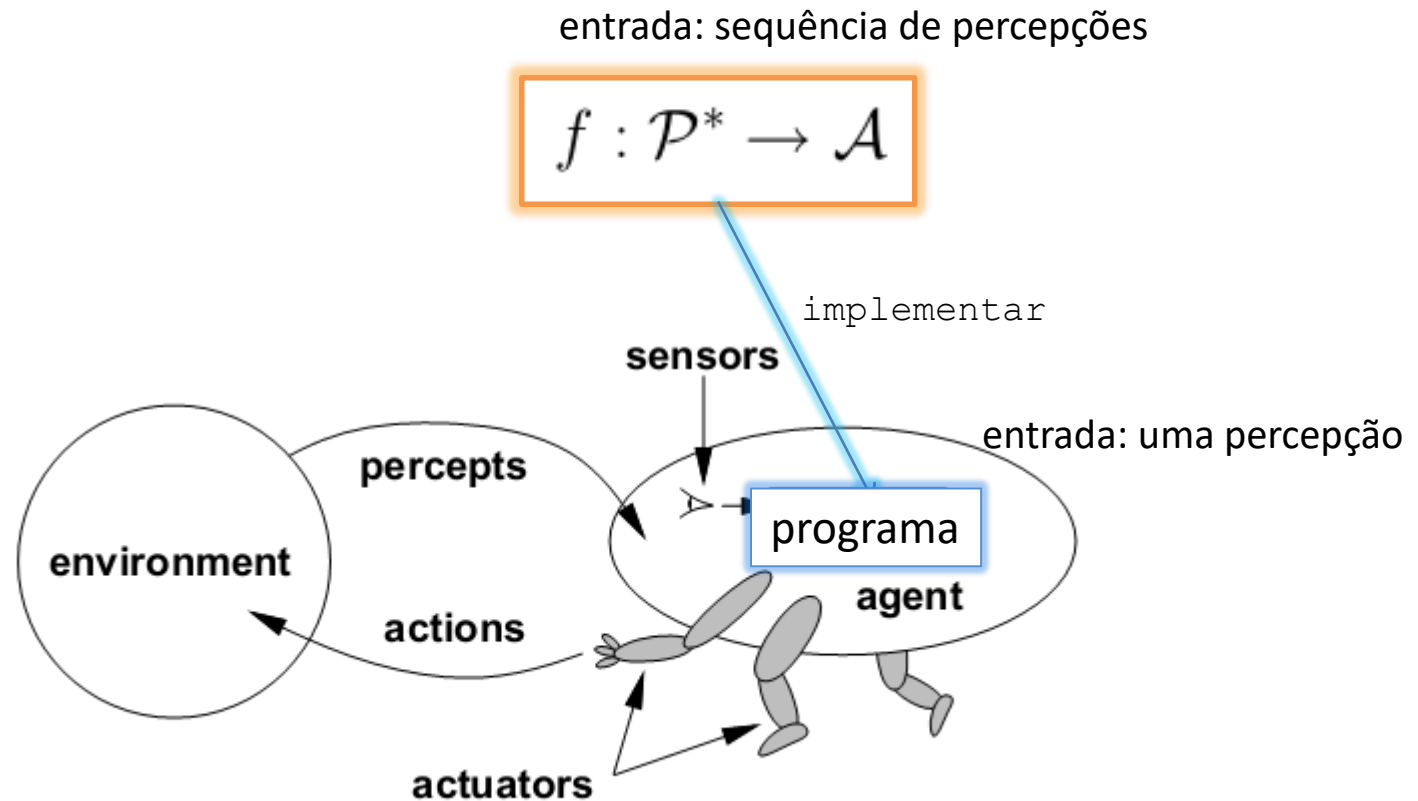 entrada: sequência de percepções
f : P* → A
implementar
sensors
entrada: uma percepção
percepts
programa
environment
agent
actions
actuators